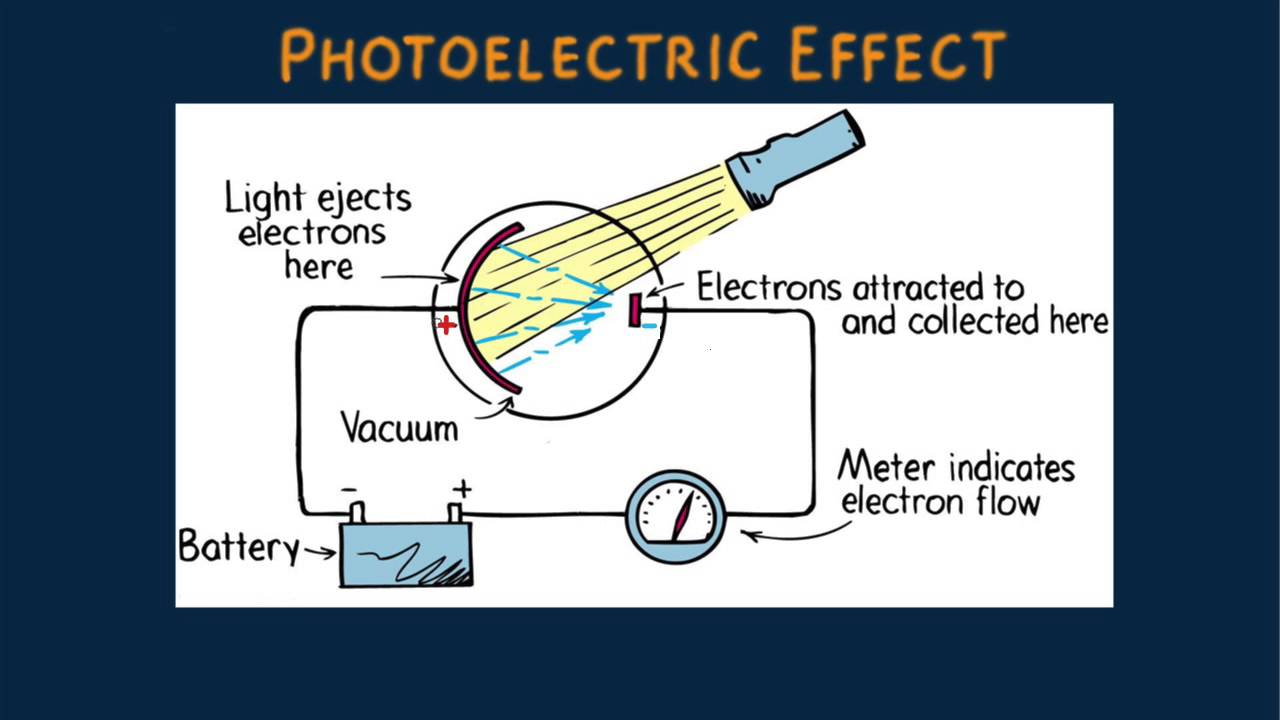 PHOTOELECTRIC EFFECT
Light ejects
electrons
here
Electrons attracted to
and collected here
+
-
Vacuum
Meter indicates
electron flow
- +
Battery